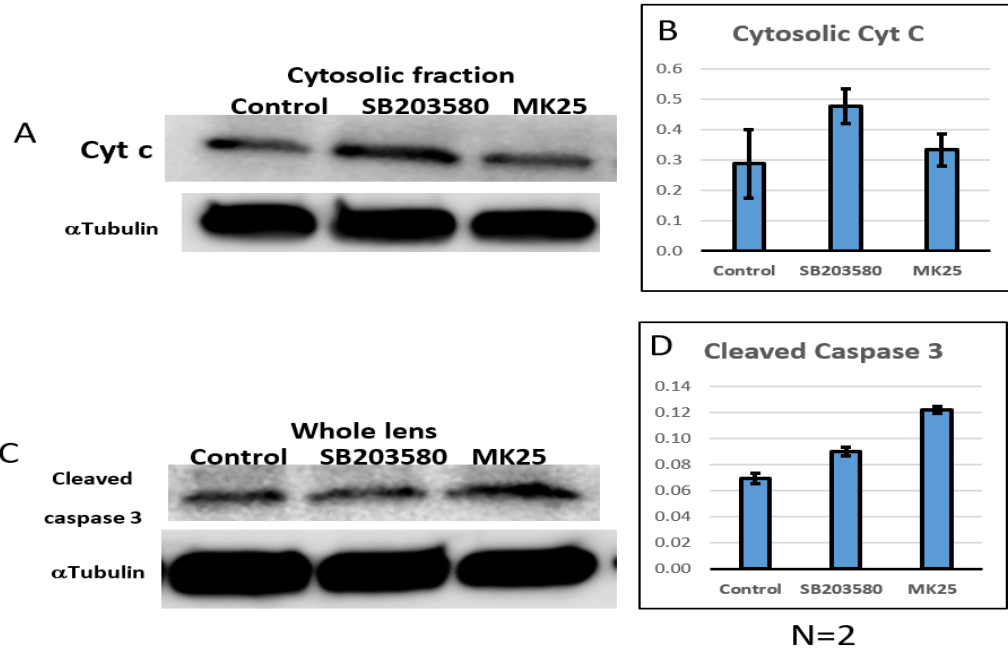 A
Cytosolic fraction
Control SB203580 MK25
Cyt c
αTubulin
B
Cytosolic Cyt C
0.6
0.5
0.4
0.3
0.2
0.1
0.0
Control SB203580 MK25
C
Whole lens
Control SB203580 MK25
Cleaved
caspase 3
αTubulin
D
Cleaved Caspase 3
0.14
0.12
0.10
0.08
0.06
0.04
0.02
0.00
Control SB203580 MK25
N=2